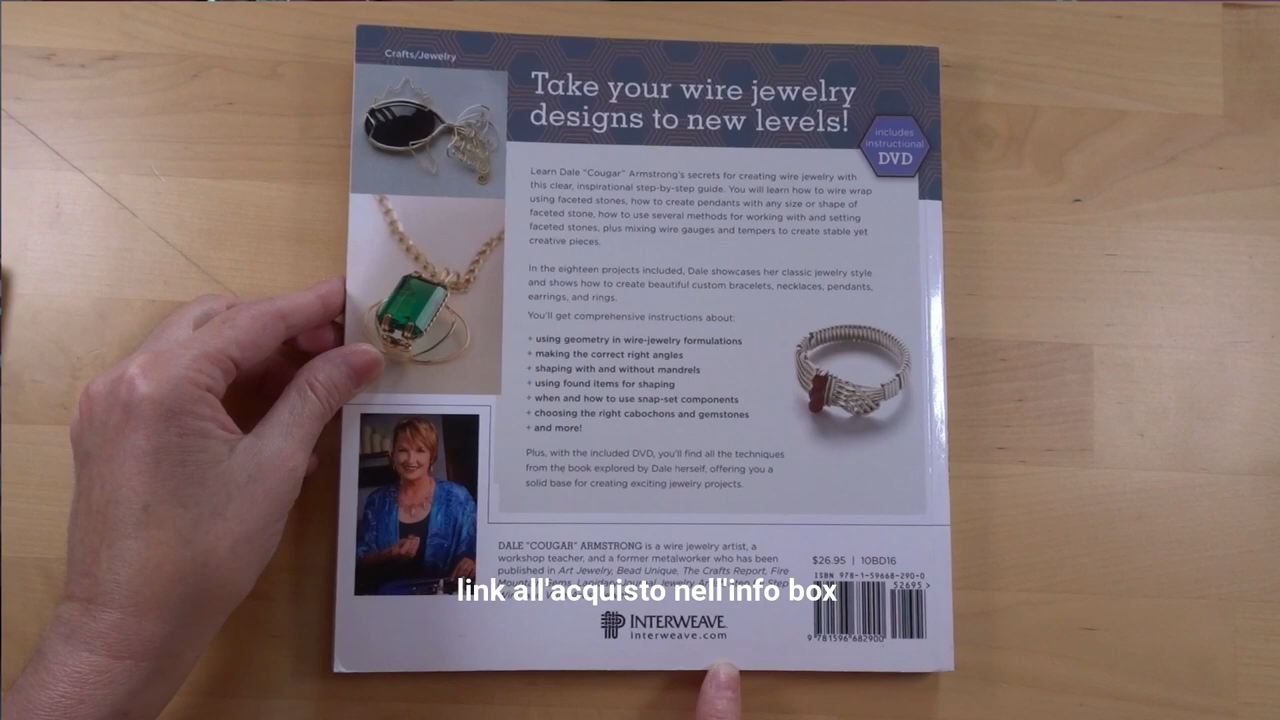 Crafts/Jewelry
Take your wire jewelry
designs to new levels!
includes
instructional
DVD
Learn Dale "Cougar" Armstrong's secrets for creating wire jewelry with
this clear, inspirational step-by-step guide. You will learn how to wire wrap
using faceted stones, how to create pendants with any size or shape of
faceted stone, how to use several methods for working with and setting
faceted stones, plus mixing wire gauges and tempers to create stable yet
creative pieces.
In the eighteen projects included, Dale showcases her classic jewelry style
and shows how to create beautiful custom bracelets, necklaces, pendants,
earrings, and rings.
You'll get comprehensive instructions about:
+ using geometry in wire-jewelry formulations
+ making the correct right angles
+ shaping with and without mandrels
+ using found items for shaping
+ when and how to use snap-set components
+ choosing the right cabochons and gemstones
+ and more!
Plus, with the included DVD, you'll find all the techniques
from the book explored by Dale herself, offering you a
solid base for creating exciting jewelry projects.
DALE "COUGAR" ARMSTRONG is a wire jewelry artist, a
workshop teacher, and a former metalworker who has been
published in Art Jewelry, Bead Unique, The Crafts Report, Fire
link all'acquisto nell'info box
INTERWEAVE
interweave.com
$26.95 | 10BD16
ISBN 978-1-59668-290-0
52695>
9 781596 682900